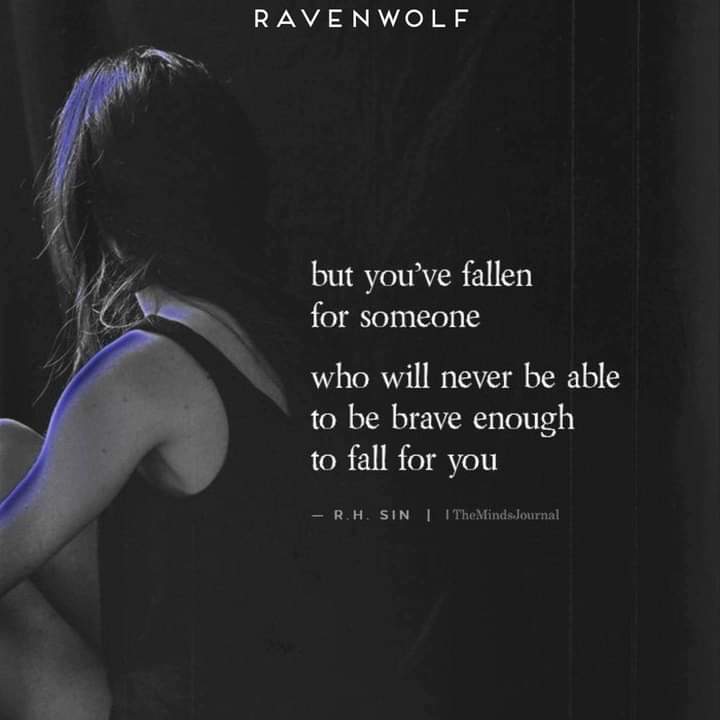 RAVENWOLF
but you've fallen
for someone
who will never be able
to be brave enough
to fall for you
— R.H. SIN | | TheMindsJournal